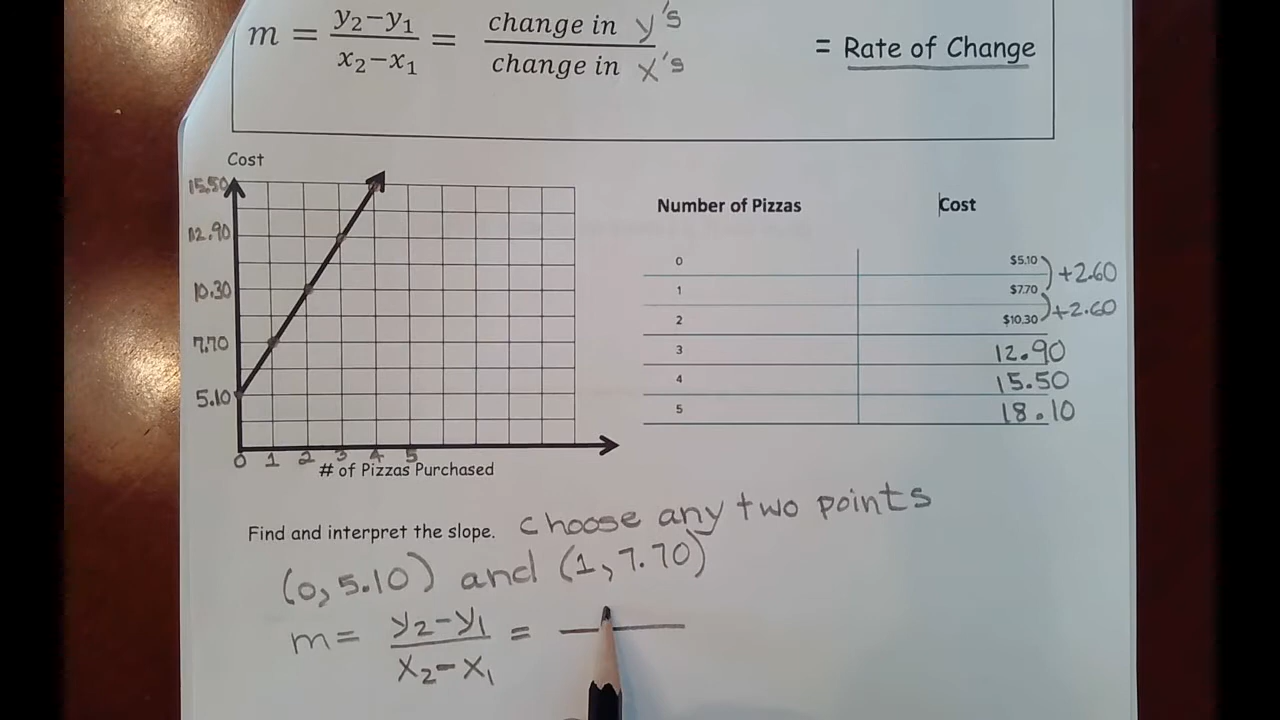 m = y₂−y₁ / x₂−x₁ = change in y's / change in x's = Rate of Change
Cost
15.50
12.90
10.30
7.70
5.10
0 1 2 3 4 5
# of Pizzas Purchased
Number of Pizzas Cost
0 $5.10
1 $7.70 +2.60
2 $10.30 +2.60
3 12.90
4 15.50
5 18.10
Find and interpret the slope. choose any two points
(0, 5.10) and (1, 7.70)
m = y₂−y₁ / x₂−x₁ =